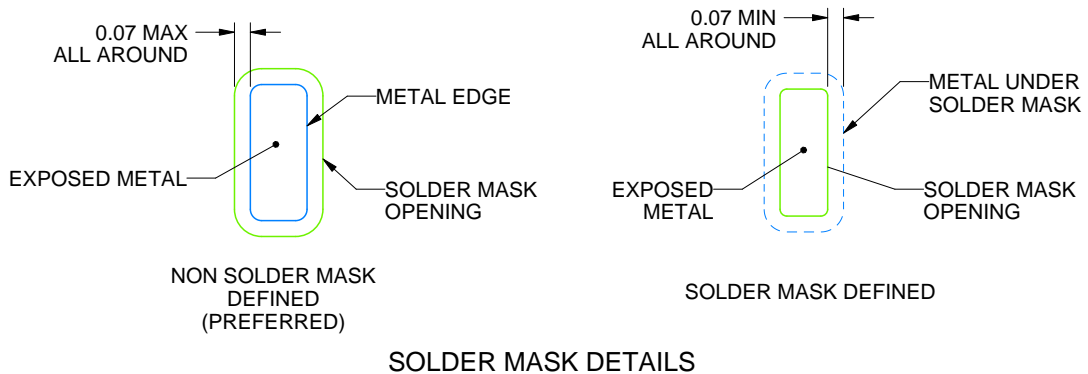 0.07 MAX
ALL AROUND
METAL EDGE
EXPOSED METAL
SOLDER MASK
OPENING
NON SOLDER MASK
DEFINED
(PREFERRED)
0.07 MIN
ALL AROUND
METAL UNDER
SOLDER MASK
EXPOSED
METAL
SOLDER MASK
OPENING
SOLDER MASK DEFINED
SOLDER MASK DETAILS